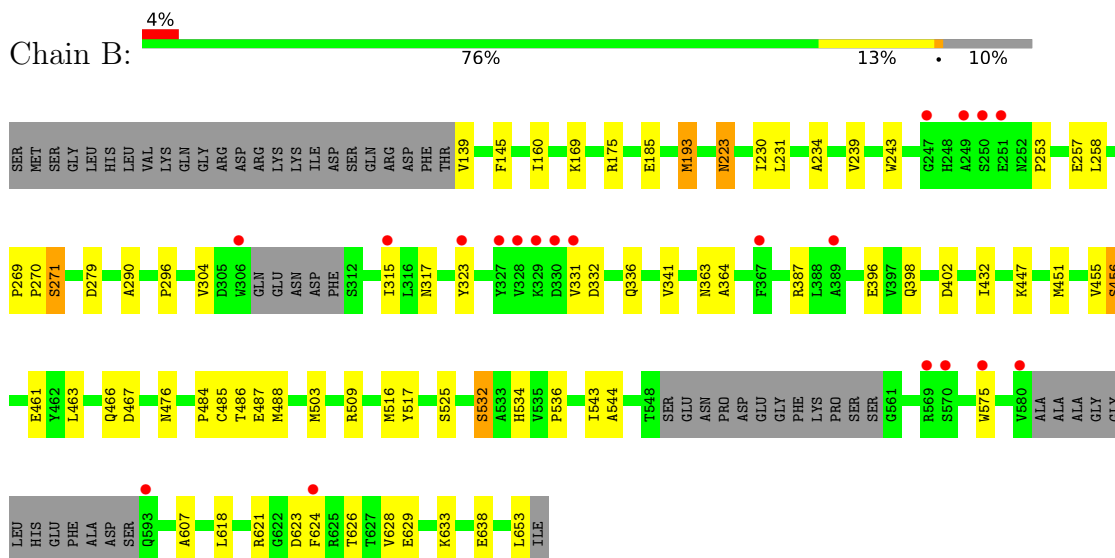 4%
Chain B:
76% 13% • 10%
SER MET SER GLY LEU HIS LEU VAL LYS GLN GLY ARG ASP ARG LYS LYS ILE ASP SER GLN ARG ASP PHE THR V139 F145 I160 K169 R175 E185 M193 N223 I230 L231 A234 V239 W243 G247 H248 A249 S250 E251 N252 P253 E257 L258
P269 P270 S271 D279 A290 P296 V304 D305 W306 GLN GLU ASN ASP PHE S312 I315 L316 N317 Y323 Y327 V328 K329 D330 V331 D332 Q336 V341 N363 A364 F367 R387 L388 A389 E396 V397 Q398 D402 I432 K447 M451 V455 S456
E461 Y462 L463 Q466 D467 N476 P484 C485 T486 E487 M488 M503 R509 M516 Y517 S525 S532 A533 H534 V535 P536 I543 A544 T548 SER GLU ASN PRO ASP GLU GLY PHE LYS PRO SER SER G561 R569 S570 W575 V580 ALA ALA ALA GLY GLY
LEU HIS GLU PHE ALA ASP SER Q593 A607 L618 R621 G622 D623 F624 R625 T626 T627 V628 E629 K633 E638 L653 ILE